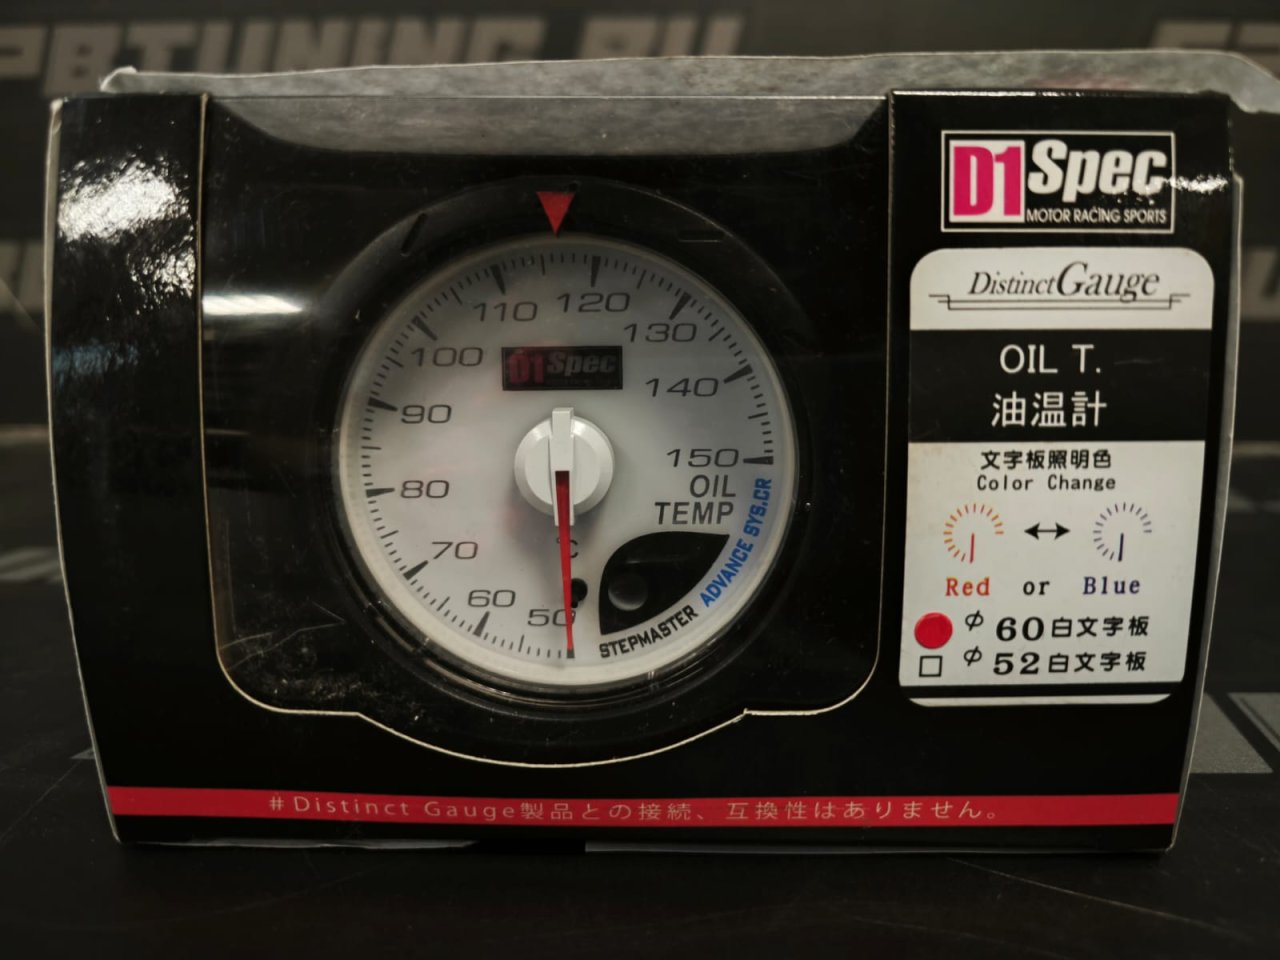 PBTUNING.RU
D1 Spec
MOTOR RACING SPORTS
Distinct Gauge
OIL T.
油温計
文字板照明色
Color Change
Red or Blue
φ 60白文字板
φ 52白文字板
110 120
130
100
D1 Spec
140
90
150
OIL
TEMP
80
°C
70
60
50
ADVANCE SYS.CR
STEPMASTER
#Distinct Gauge製品との接続、互換性はありません。